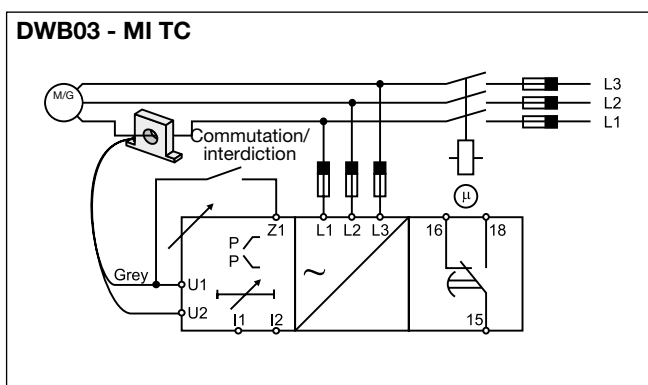 DWB03 - MI TC
M/G
L3
L2
L1
Commutation/
interdiction
μ
Z1 L1 L2 L3 16 18
P
P
~
Grey U1
U2
I1 I2 15